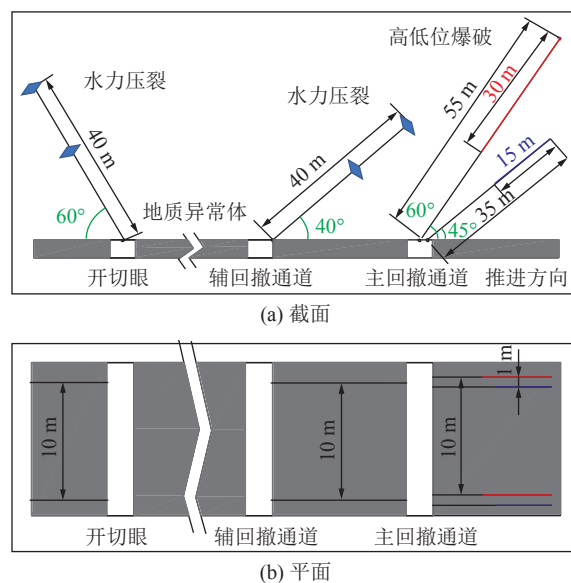 高低位爆破
水力压裂
水力压裂
55 m
30 m
15 m
40 m
40 m
35 m
60°
地质异常体
40°
60°
45°
开切眼
辅回撤通道
主回撤通道
推进方向
(a) 截面
1 m
10 m
10 m
10 m
开切眼
辅回撤通道
主回撤通道
(b) 平面